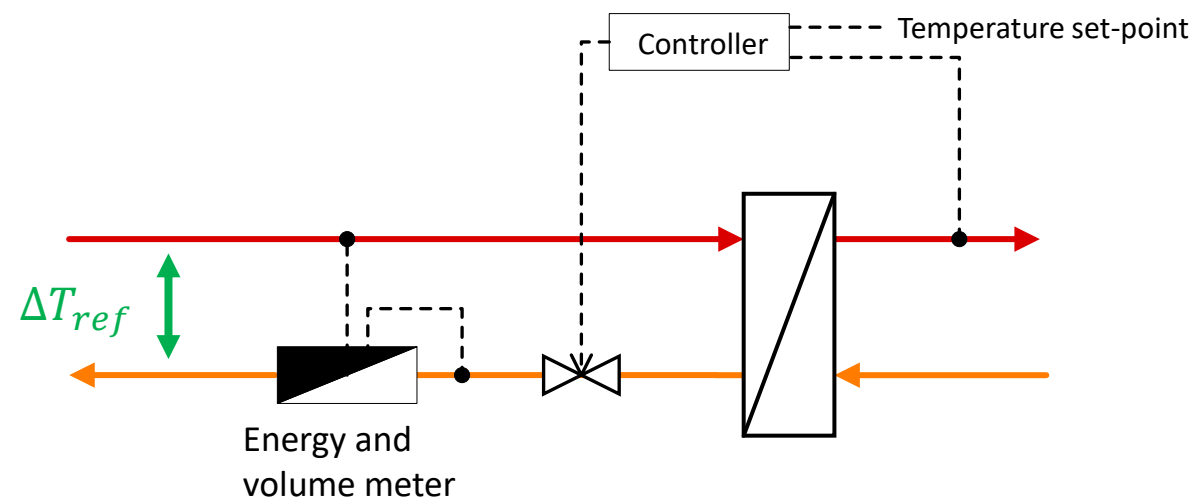 Controller
Temperature set-point
ΔT_ref
Energy and
volume meter